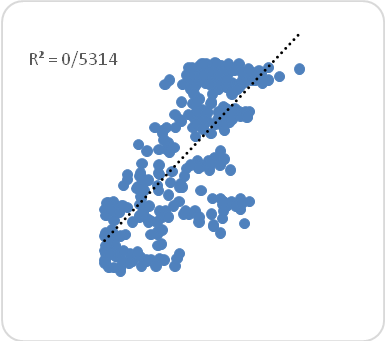 R² = 0/5314